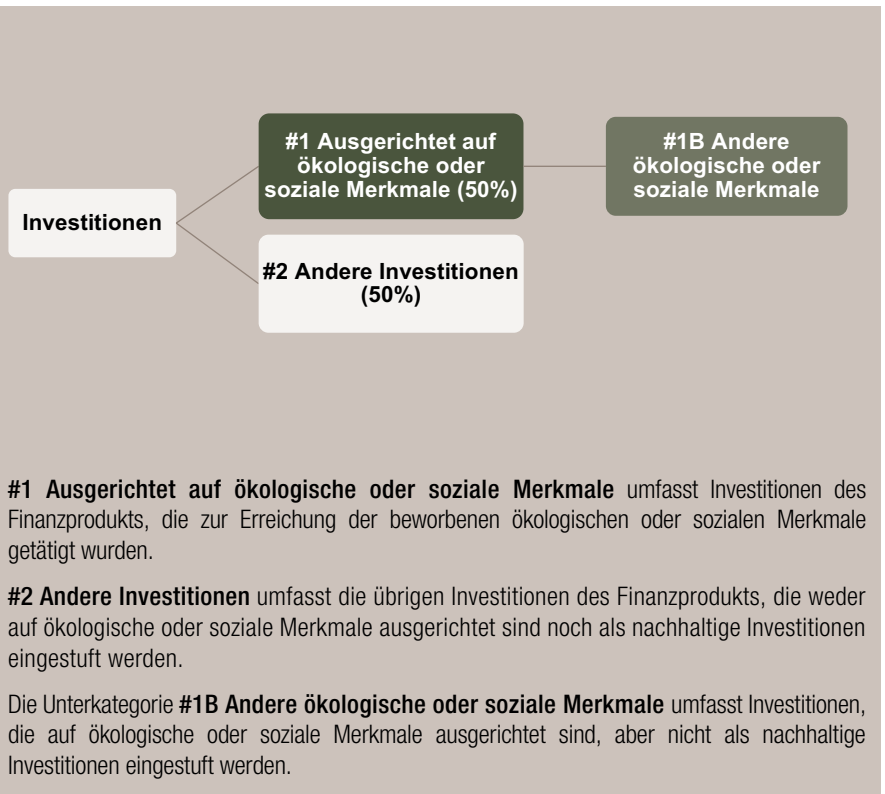 #1 Ausgerichtet auf
ökologische oder
soziale Merkmale (50%)
#1B Andere
ökologische oder
soziale Merkmale
Investitionen
#2 Andere Investitionen
(50%)
#1 Ausgerichtet auf ökologische oder soziale Merkmale umfasst Investitionen des
Finanzprodukts, die zur Erreichung der beworbenen ökologischen oder sozialen Merkmale
getätigt wurden.
#2 Andere Investitionen umfasst die übrigen Investitionen des Finanzprodukts, die weder
auf ökologische oder soziale Merkmale ausgerichtet sind noch als nachhaltige Investitionen
eingestuft werden.
Die Unterkategorie #1B Andere ökologische oder soziale Merkmale umfasst Investitionen,
die auf ökologische oder soziale Merkmale ausgerichtet sind, aber nicht als nachhaltige
Investitionen eingestuft werden.